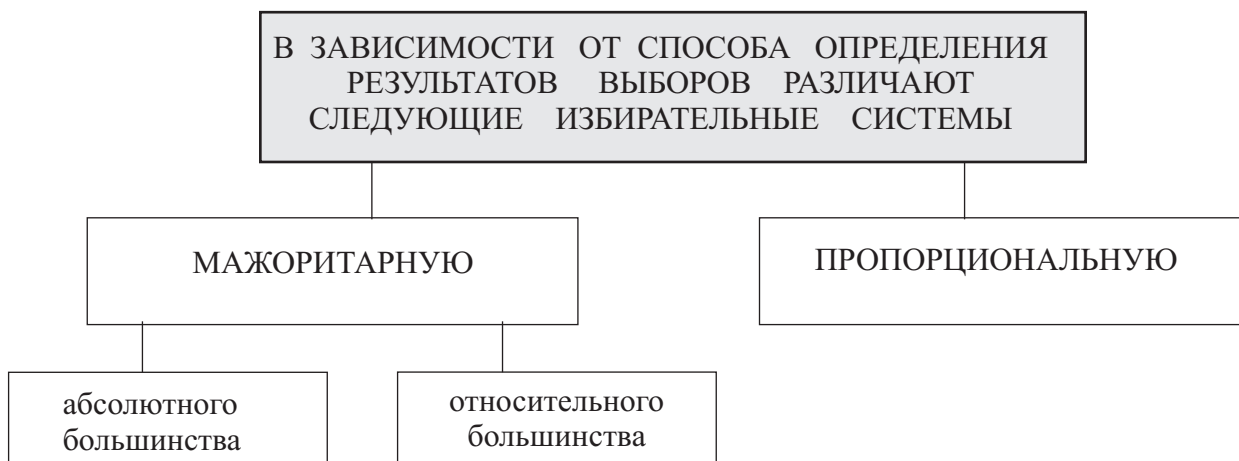 В ЗАВИСИМОСТИ ОТ СПОСОБА ОПРЕДЕЛЕНИЯ
РЕЗУЛЬТАТОВ ВЫБОРОВ РАЗЛИЧАЮТ
СЛЕДУЮЩИЕ ИЗБИРАТЕЛЬНЫЕ СИСТЕМЫ
МАЖОРИТАРНУЮ
ПРОПОРЦИОНАЛЬНУЮ
абсолютного
большинства
относительного
большинства